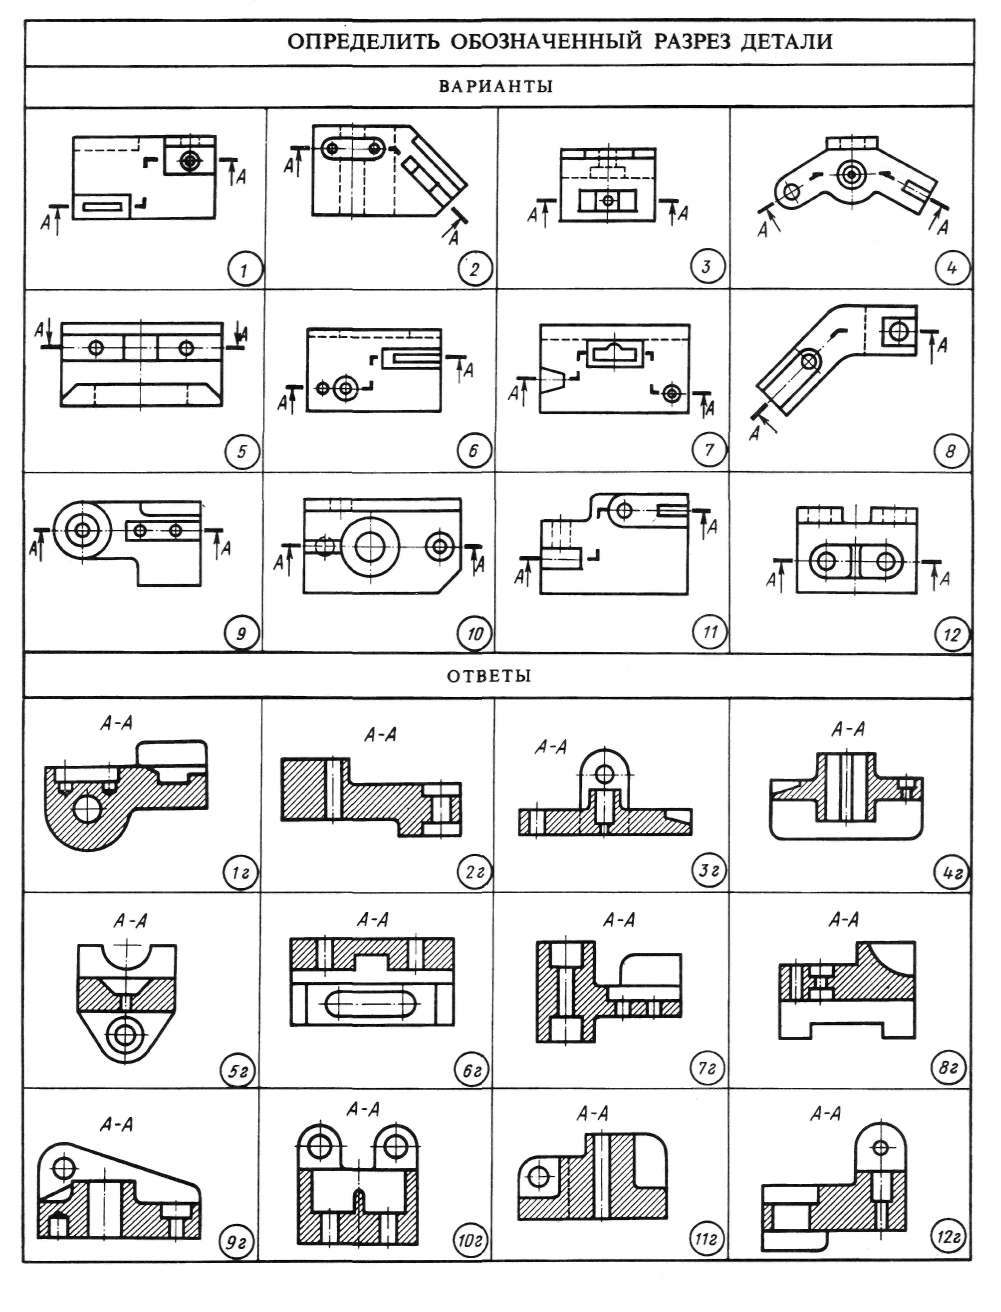 ОПРЕДЕЛИТЬ ОБОЗНАЧЕННЫЙ РАЗРЕЗ ДЕТАЛИ
ВАРИАНТЫ
А А 1
А А 2
А А 3
А А 4
А А 5
А А 6
А А 7
А А 8
А А 9
А А 10
А А 11
А А 12
ОТВЕТЫ
А-А 1г
А-А 2г
А-А 3г
А-А 4г
А-А 5г
А-А 6г
А-А 7г
А-А 8г
А-А 9г
А-А 10г
А-А 11г
А-А 12г